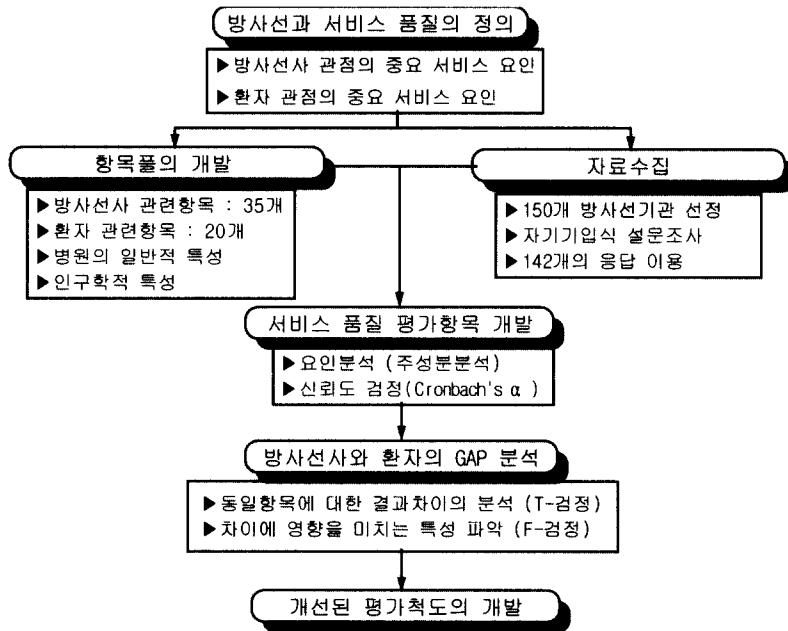 방사선과 서비스 품질의 정의
▶방사선사 관점의 중요 서비스 요인
▶환자 관점의 중요 서비스 요인
항목풀의 개발
▶방사선사 관련항목 : 35개
▶환자 관련항목 : 20개
▶병원의 일반적 특성
▶인구학적 특성
자료수집
▶150개 방사선기관 선정
▶자기기입식 설문조사
▶142개의 응답 이용
서비스 품질 평가항목 개발
▶요인분석 (주성분분석)
▶신뢰도 검정(Cronbach's α )
방사선사와 환자의 GAP 분석
▶동일항목에 대한 결과차이의 분석 (T-검정)
▶차이에 영향을 미치는 특성 파악 (F-검정)
개선된 평가척도의 개발